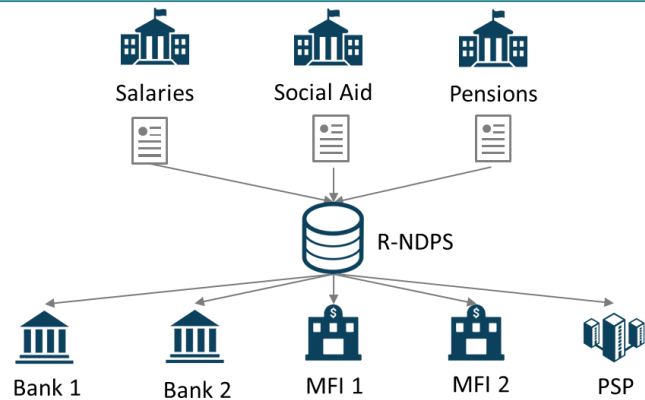 Salaries
Social Aid
Pensions
R-NDPS
Bank 1
Bank 2
MFI 1
MFI 2
PSP